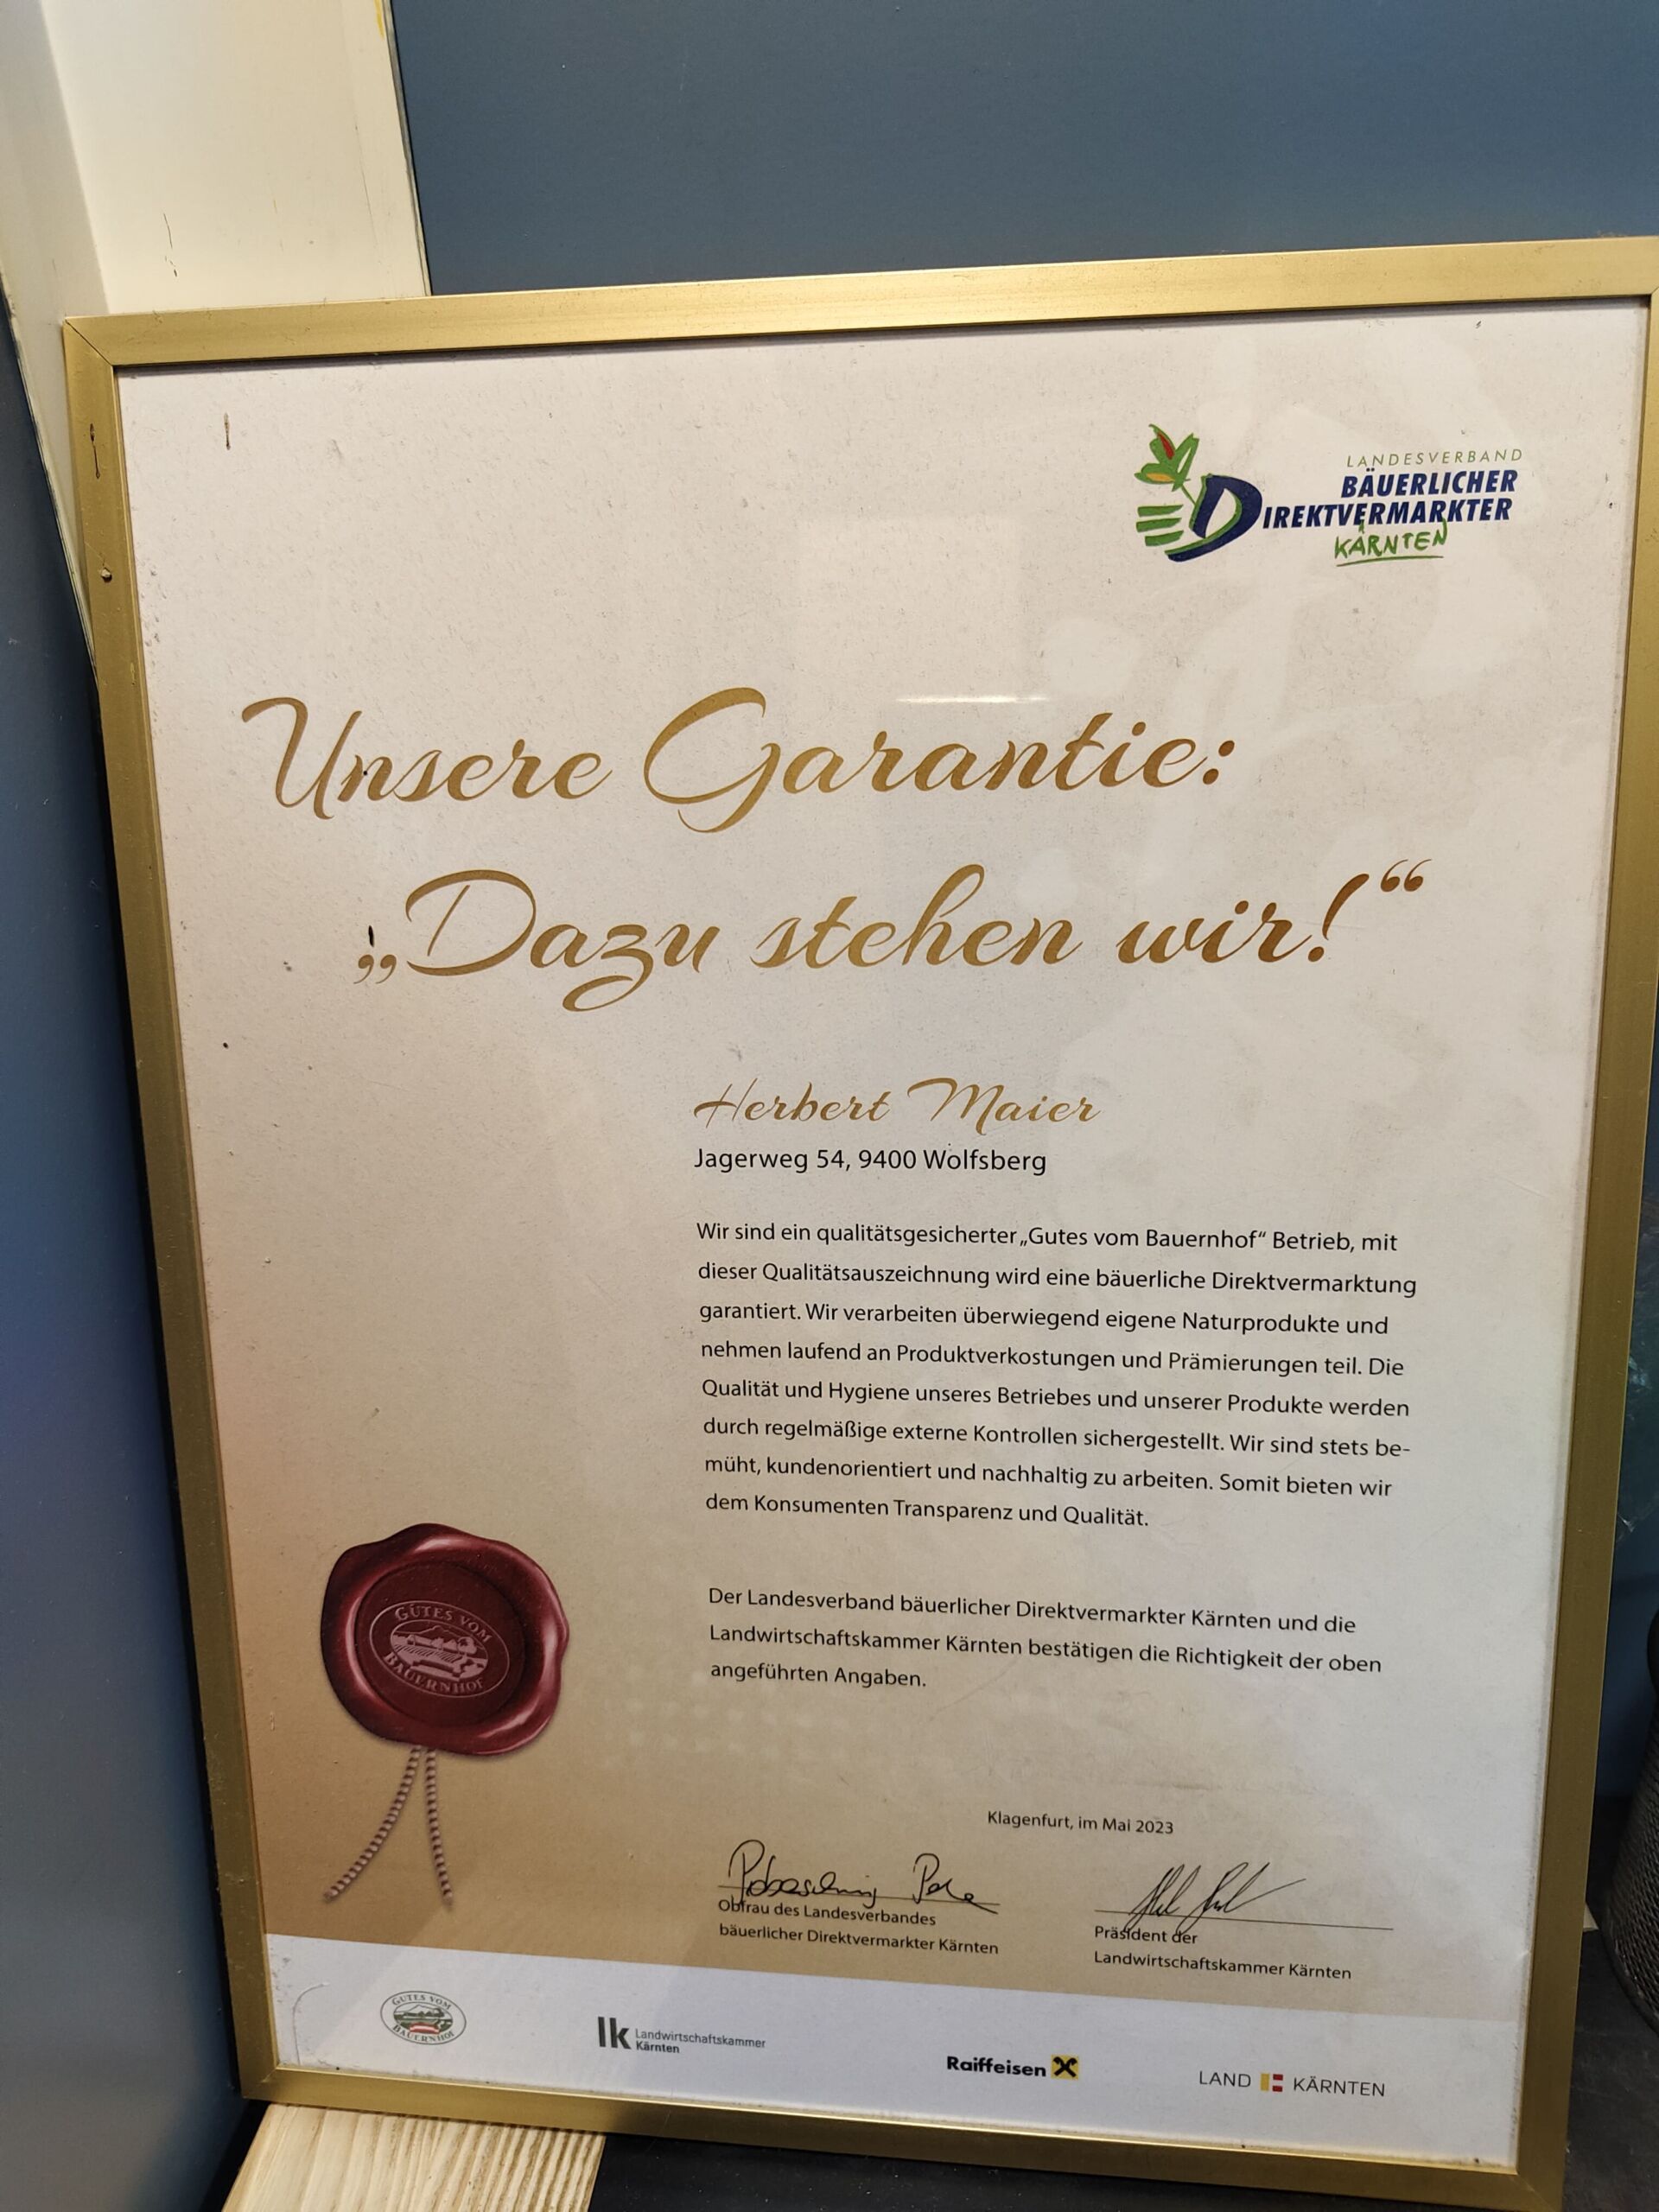 LANDESVERBAND
BÄUERLICHER
DIREKTVERMARKTER
KÄRNTEN
Unsere Garantie:
„Dazu stehen wir!“
Herbert Maier
Jagerweg 54, 9400 Wolfsberg
Wir sind ein qualitätsgesicherter „Gutes vom Bauernhof“ Betrieb, mit
dieser Qualitätsauszeichnung wird eine bäuerliche Direktvermarktung
garantiert. Wir verarbeiten überwiegend eigene Naturprodukte und
nehmen laufend an Produktverkostungen und Prämierungen teil. Die
Qualität und Hygiene unseres Betriebes und unserer Produkte werden
durch regelmäßige externe Kontrollen sichergestellt. Wir sind stets be-
müht, kundenorientiert und nachhaltig zu arbeiten. Somit bieten wir
dem Konsumenten Transparenz und Qualität.
GUTES VOM
BAUERNHOF
Der Landesverband bäuerlicher Direktvermarkter Kärnten und die
Landwirtschaftskammer Kärnten bestätigen die Richtigkeit der oben
angeführten Angaben.
Klagenfurt, im Mai 2023
Obfrau des Landesverbandes
bäuerlicher Direktvermarkter Kärnten
Präsident der
Landwirtschaftskammer Kärnten
GUTES VOM
BAUERNHOF
lk Landwirtschaftskammer
Kärnten
Raiffeisen
LAND KÄRNTEN